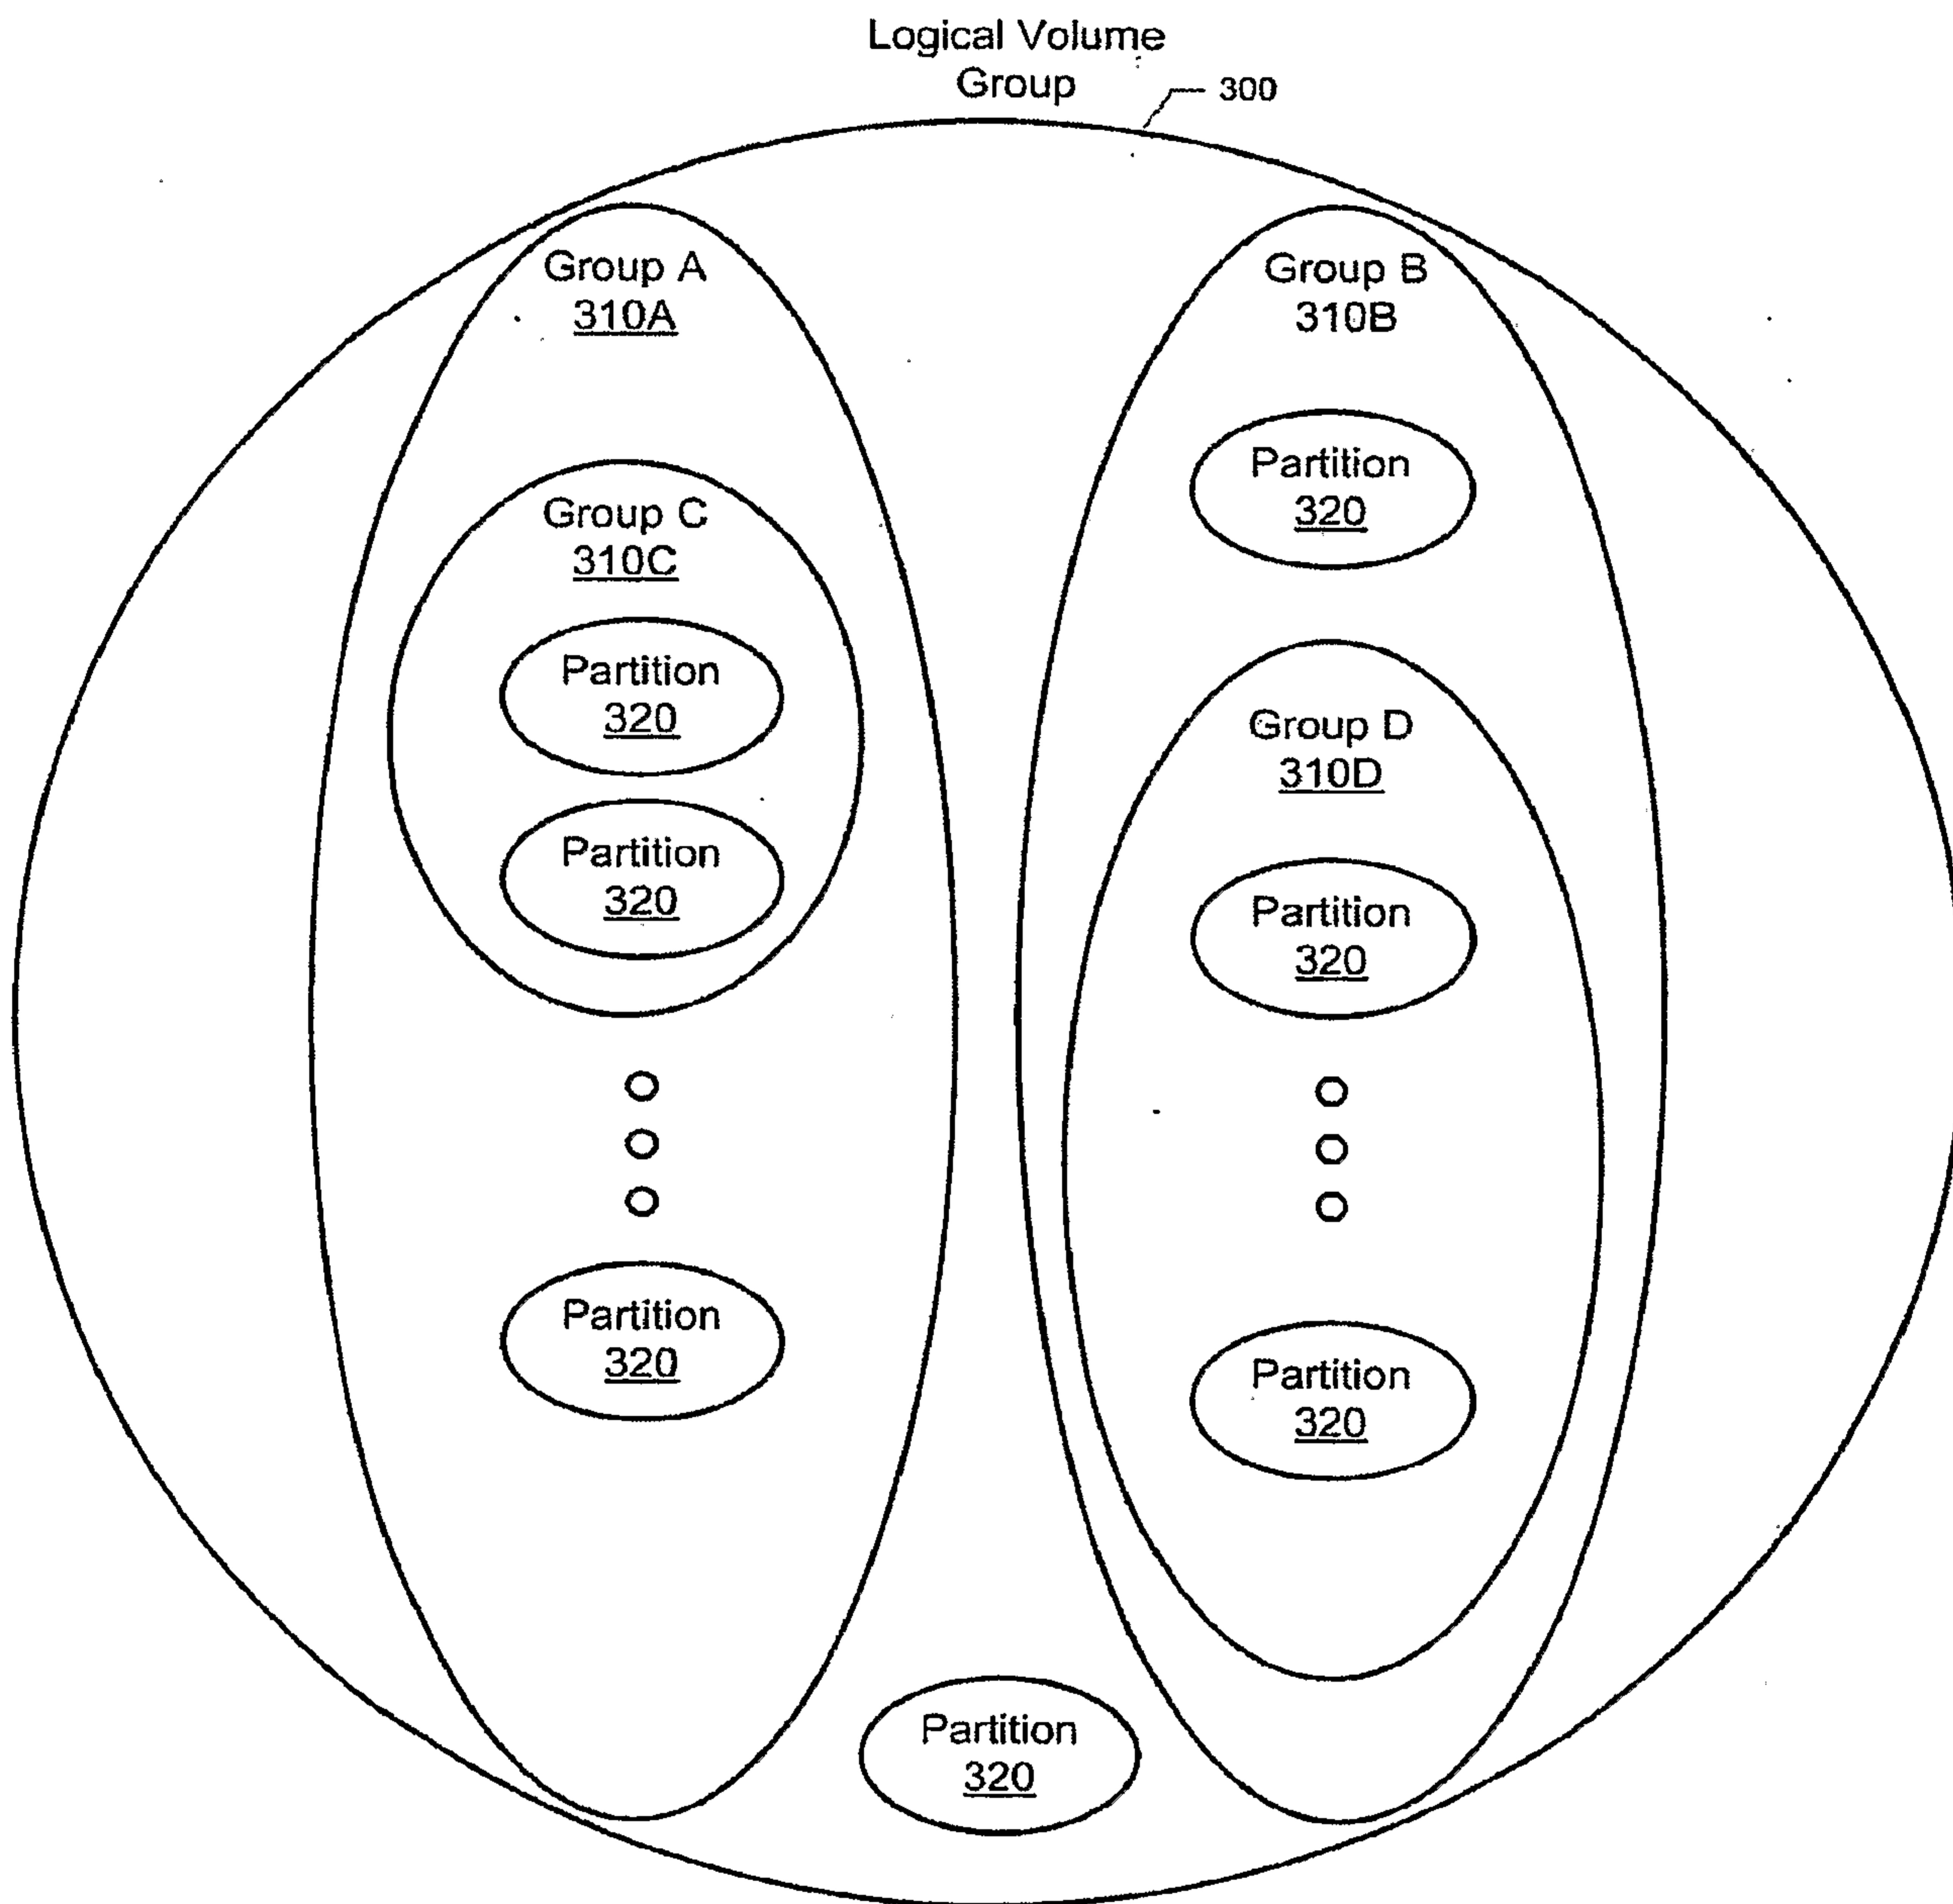 Logical Volume
Group
300
Group A
310A
Group C
310C
Partition
320
Partition
320
Partition
320
Group B
310B
Partition
320
Group D
310D
Partition
320
Partition
320
Partition
320